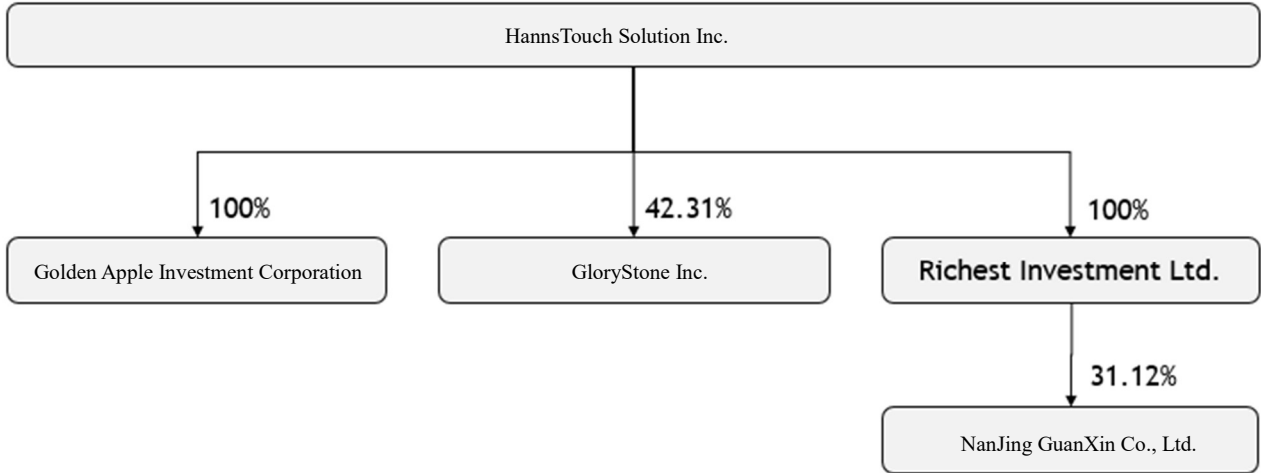 HannsTouch Solution Inc.
100%
42.31%
100%
Golden Apple Investment Corporation
GloryStone Inc.
Richest Investment Ltd.
31.12%
NanJing GuanXin Co., Ltd.